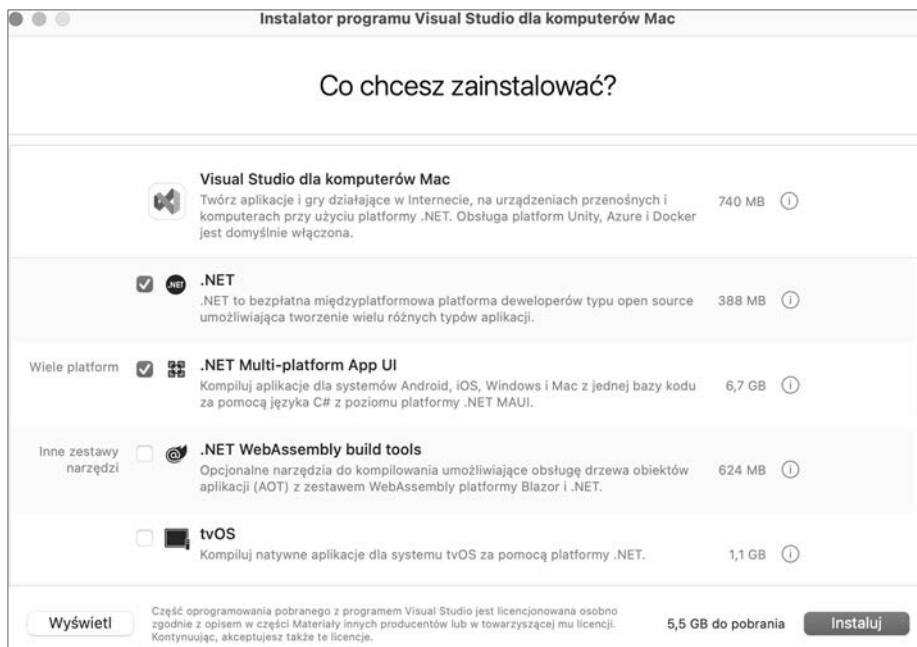 Instalator programu Visual Studio dla komputerów Mac
Co chcesz zainstalować?
Visual Studio dla komputerów Mac
Twórz aplikacje i gry działające w Internecie, na urządzeniach przenośnych i
komputerach przy użyciu platformy .NET. Obsługa platform Unity, Azure i Docker
jest domyślnie włączona.
740 MB
.NET
.NET
.NET to bezpłatna międzyplatformowa platforma deweloperów typu open source
umożliwiająca tworzenie wielu różnych typów aplikacji.
388 MB
Wiele platform
.NET Multi-platform App UI
Kompiluj aplikacje dla systemów Android, iOS, Windows i Mac z jednej bazy kodu
za pomocą języka C# z poziomu platformy .NET MAUI.
6,7 GB
Inne zestawy
narzędzi
.NET WebAssembly build tools
Opcjonalne narzędzia do kompilowania umożliwiające obsługę drzewa obiektów
aplikacji (AOT) z zestawem WebAssembly platformy Blazor i .NET.
624 MB
tvOS
Kompiluj natywne aplikacje dla systemu tvOS za pomocą platformy .NET.
1,1 GB
Wyświetl
Część oprogramowania pobranego z programem Visual Studio jest licencjonowana osobno
zgodnie z opisem w części Materiały innych producentów lub w towarzyszącej mu licencji.
Kontynuując, akceptujesz także te licencje.
5,5 GB do pobrania
Instaluj